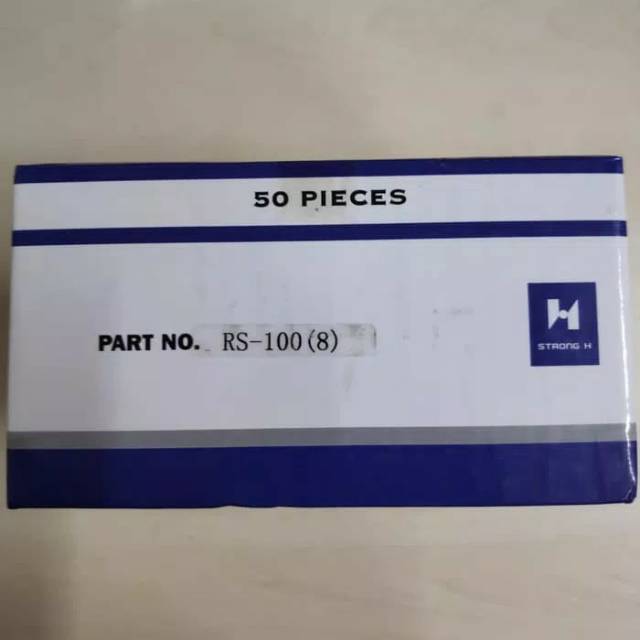 50 PIECES
PART NO. RS-100(8)
STRONG H